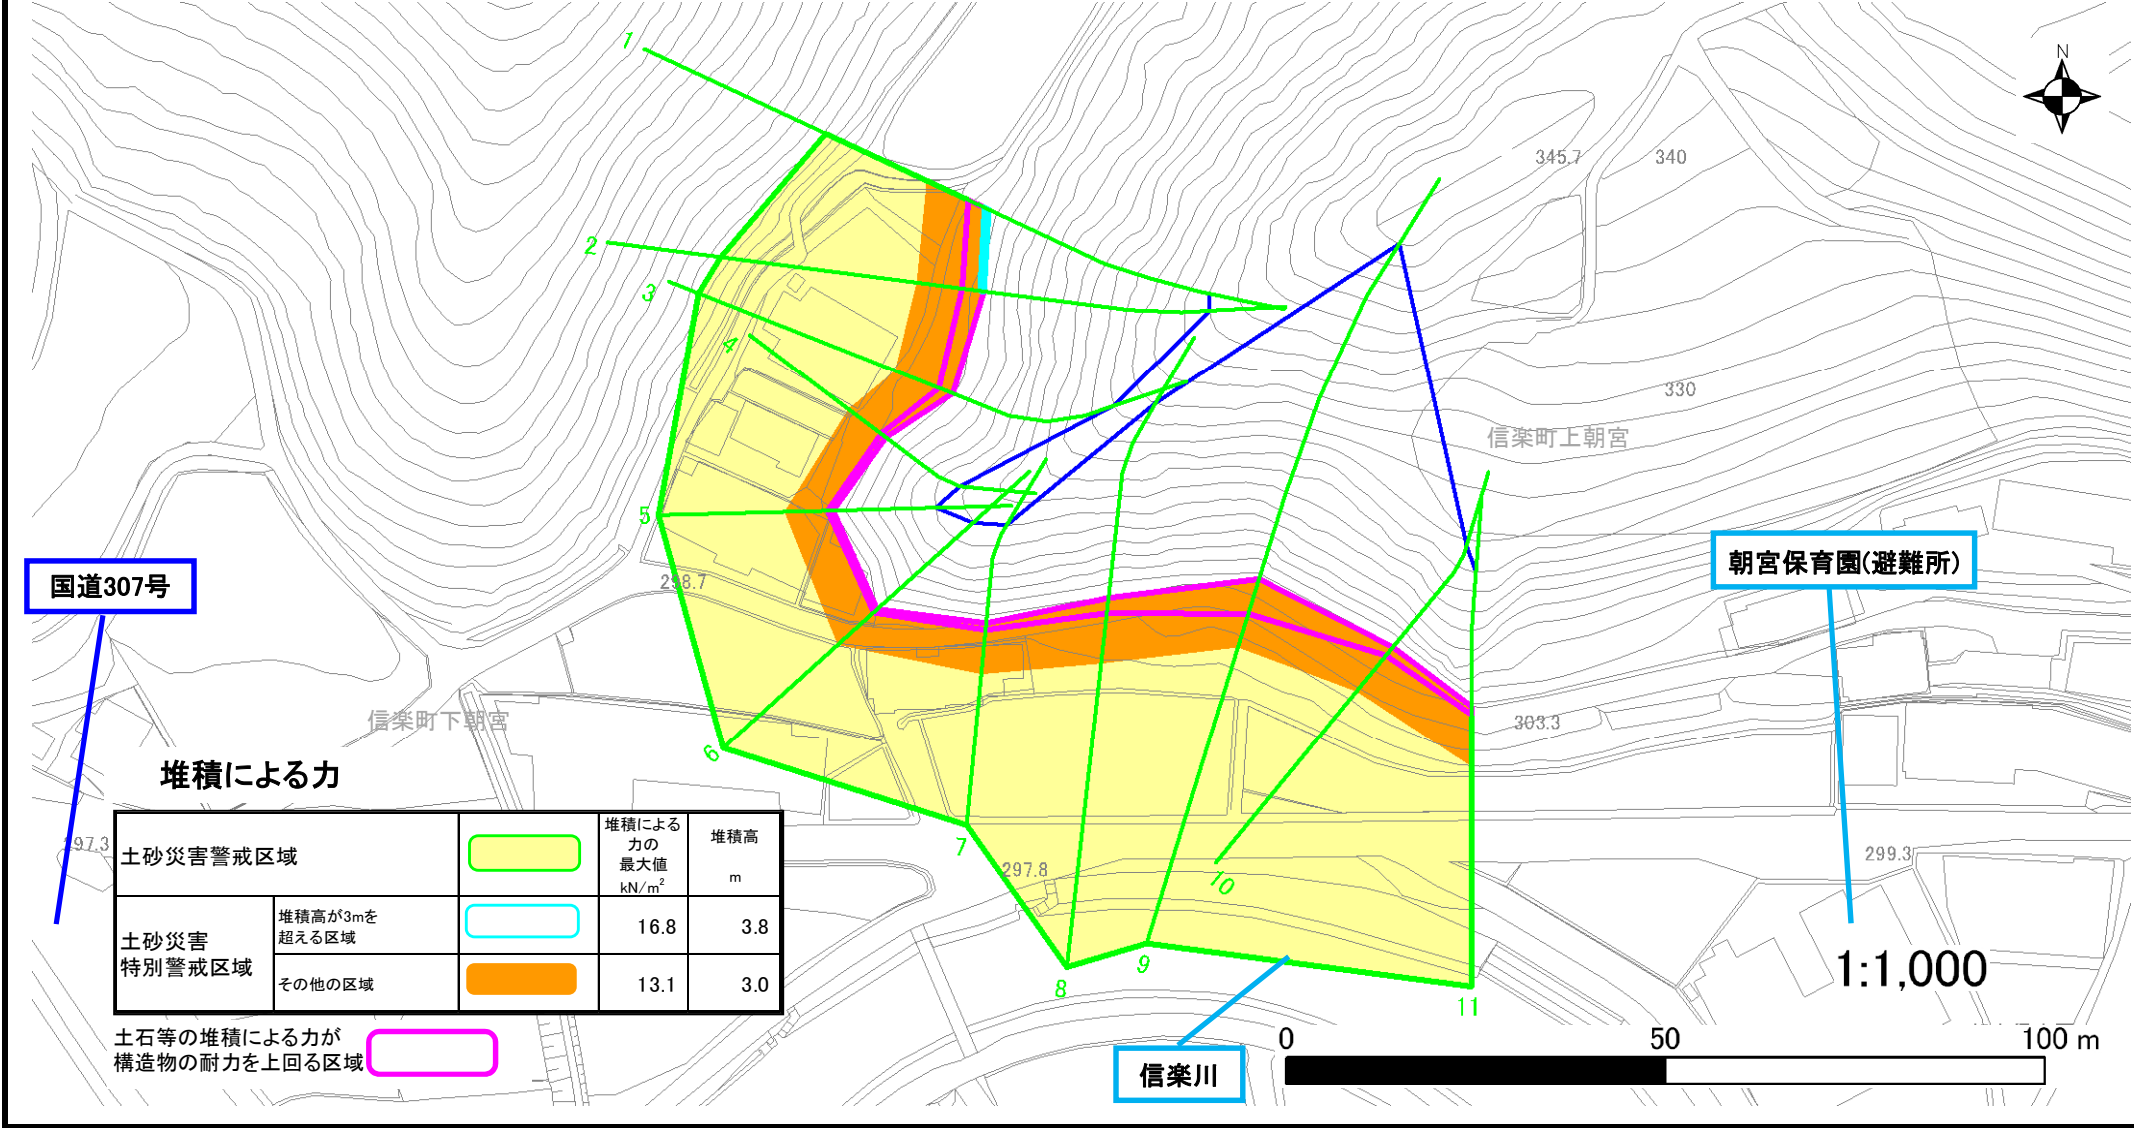 1
N
345.7
340
2
3
4
330
信楽町上朝宮
5
朝宮保育園(避難所)
国道307号
298.7
信楽町下朝宮
303.3
6
堆積による力
堆積による
力の
最大値
kN/m²
堆積高
m
土砂災害警戒区域
297.3
7
297.8
10
299.3
土砂災害
特別警戒区域
堆積高が3mを
超える区域
16.8
3.8
その他の区域
13.1
3.0
8
9
11
1:1,000
土石等の堆積による力が
構造物の耐力を上回る区域
信楽川
0
50
100 m